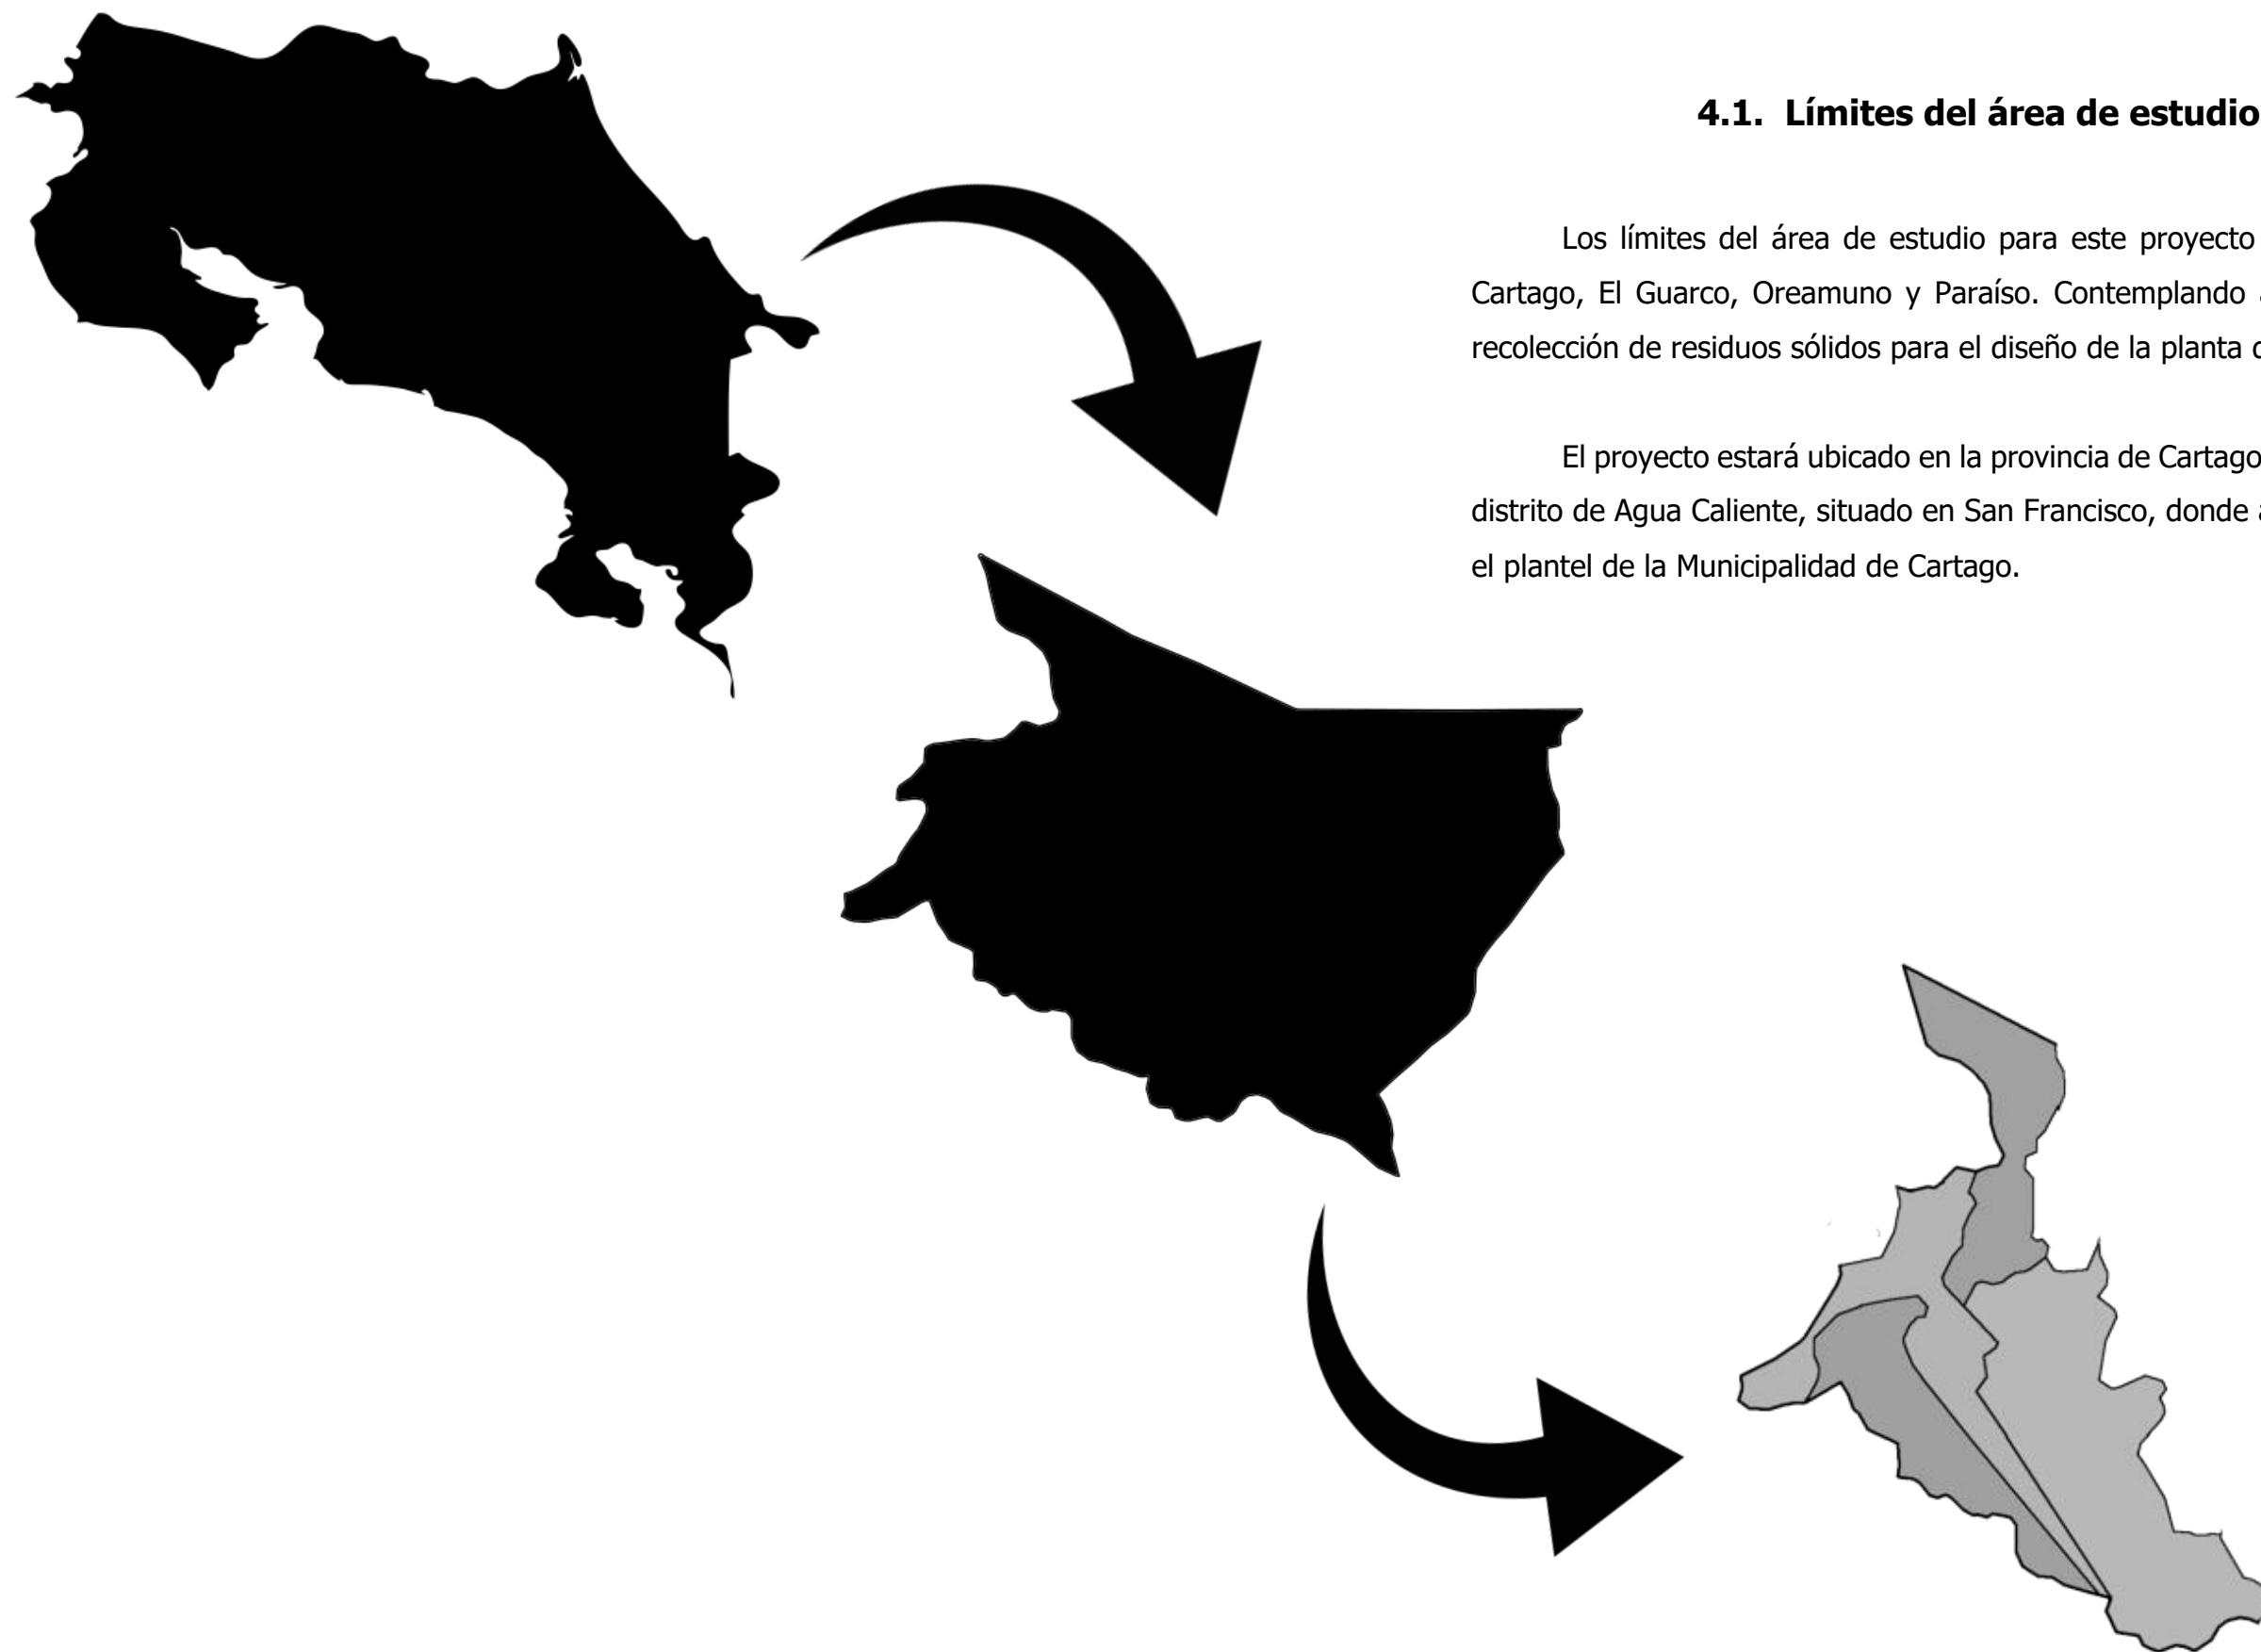 4.1. Límites del área de estudio
Los límites del área de estudio para este proyecto
Cartago, El Guarco, Oreamuno y Paraíso. Contemplando
recolección de residuos sólidos para el diseño de la planta
El proyecto estará ubicado en la provincia de Cartago
distrito de Agua Caliente, situado en San Francisco, donde
el plantel de la Municipalidad de Cartago.